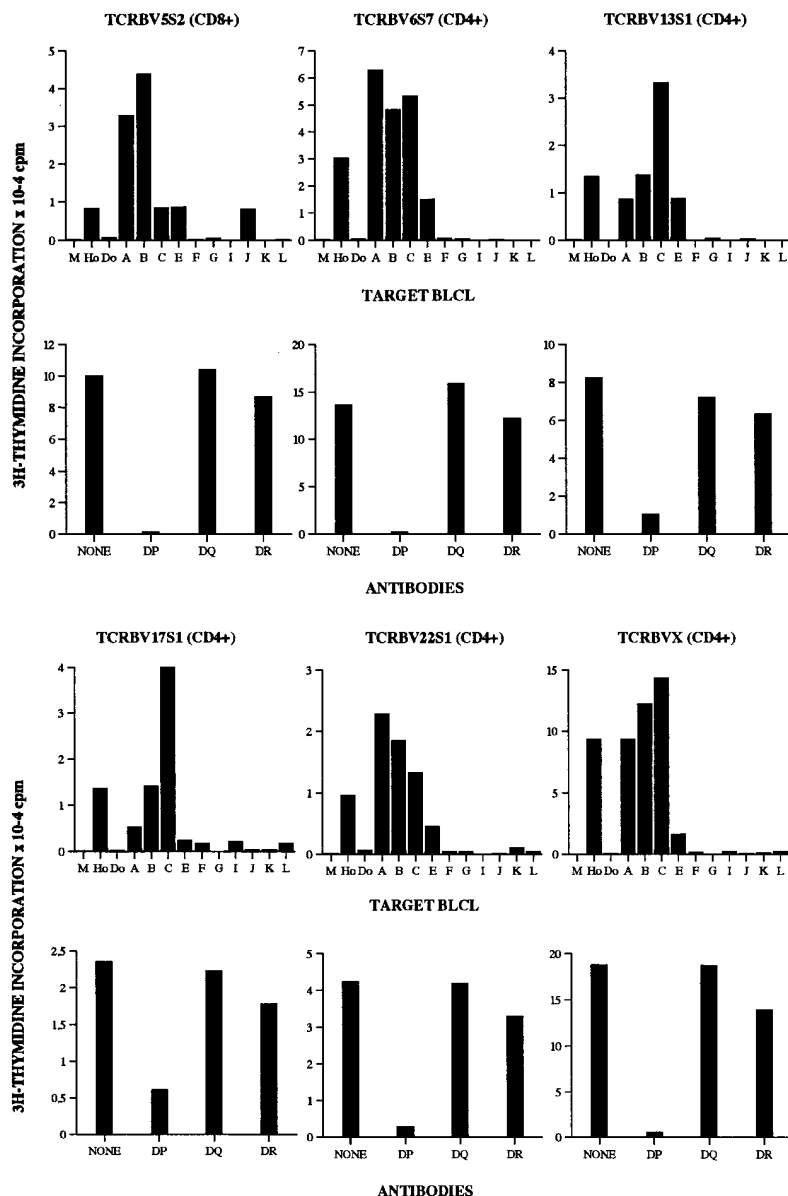 TCRBV5S2 (CD8+) TCRBV6S7 (CD4+) TCRBV13S1 (CD4+)
3H-THYMIDINE INCORPORATION x 10-4 cpm
5 4 3 2 1 0
M Ho Do A B C E F G I J K L
7 6 5 4 3 2 1 0
M Ho Do A B C E F G I J K L
4 3 2 1 0
M Ho Do A B C E F G I J K L
TARGET BLCL
12 10 8 6 4 2 0
NONE DP DQ DR
20 15 10 5 0
NONE DP DQ DR
10 8 6 4 2 0
NONE DP DQ DR
ANTIBODIES
TCRBV17S1 (CD4+) TCRBV22S1 (CD4+) TCRBVX (CD4+)
3H-THYMIDINE INCORPORATION x 10-4 cpm
4 3 2 1 0
M Ho Do A B C E F G I J K L
3 2 1 0
M Ho Do A B C E F G I J K L
15 10 5 0
M Ho Do A B C E F G I J K L
TARGET BLCL
2.5 2 1.5 1 0.5 0
NONE DP DQ DR
5 4 3 2 1 0
NONE DP DQ DR
20 15 10 5 0
NONE DP DQ DR
ANTIBODIES